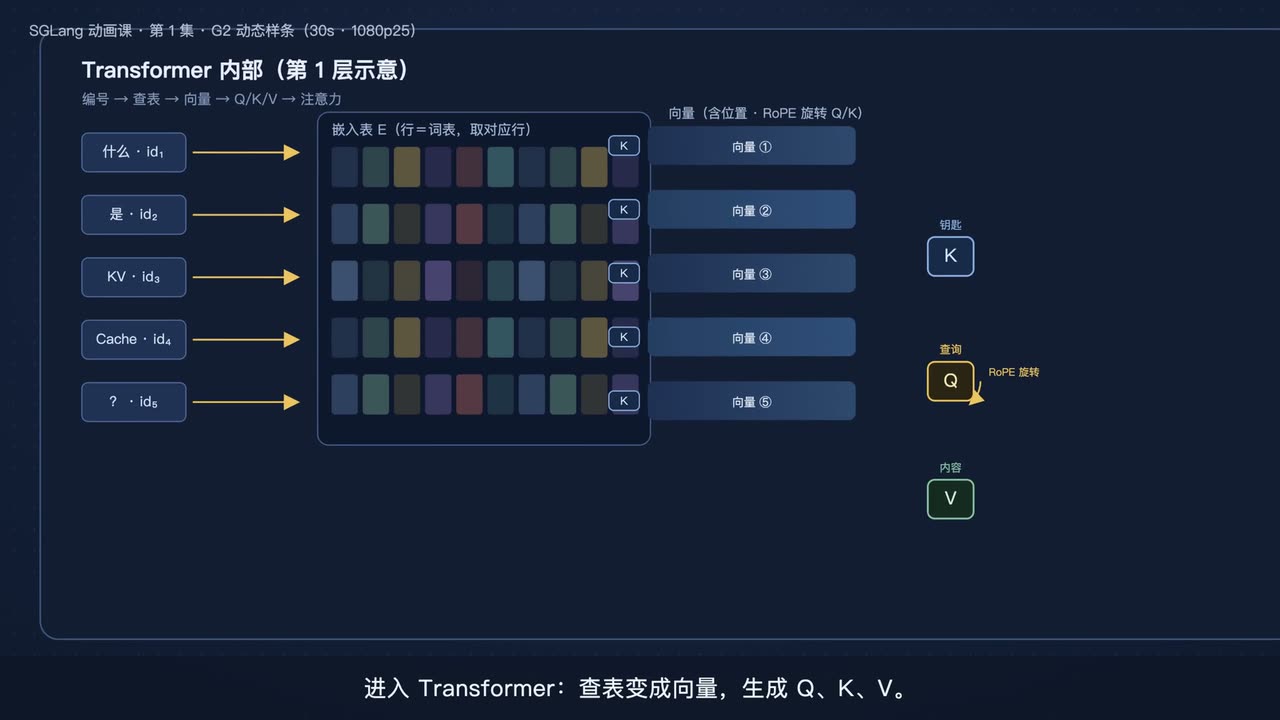 SGLang 动画课 · 第 1 集 · G2 动态样条（30s · 1080p25）
Transformer 内部（第 1 层示意）
编号 → 查表 → 向量 → Q/K/V → 注意力
嵌入表 E（行＝词表，取对应行）
向量（含位置 · RoPE 旋转 Q/K）
什么 · id₁
K
向量 ①
是 · id₂
K
向量 ②
KV · id₃
K
向量 ③
Cache · id₄
K
向量 ④
？ · id₅
K
向量 ⑤
钥匙
K
查询
Q
RoPE 旋转
内容
V
进入 Transformer：查表变成向量，生成 Q、K、V。